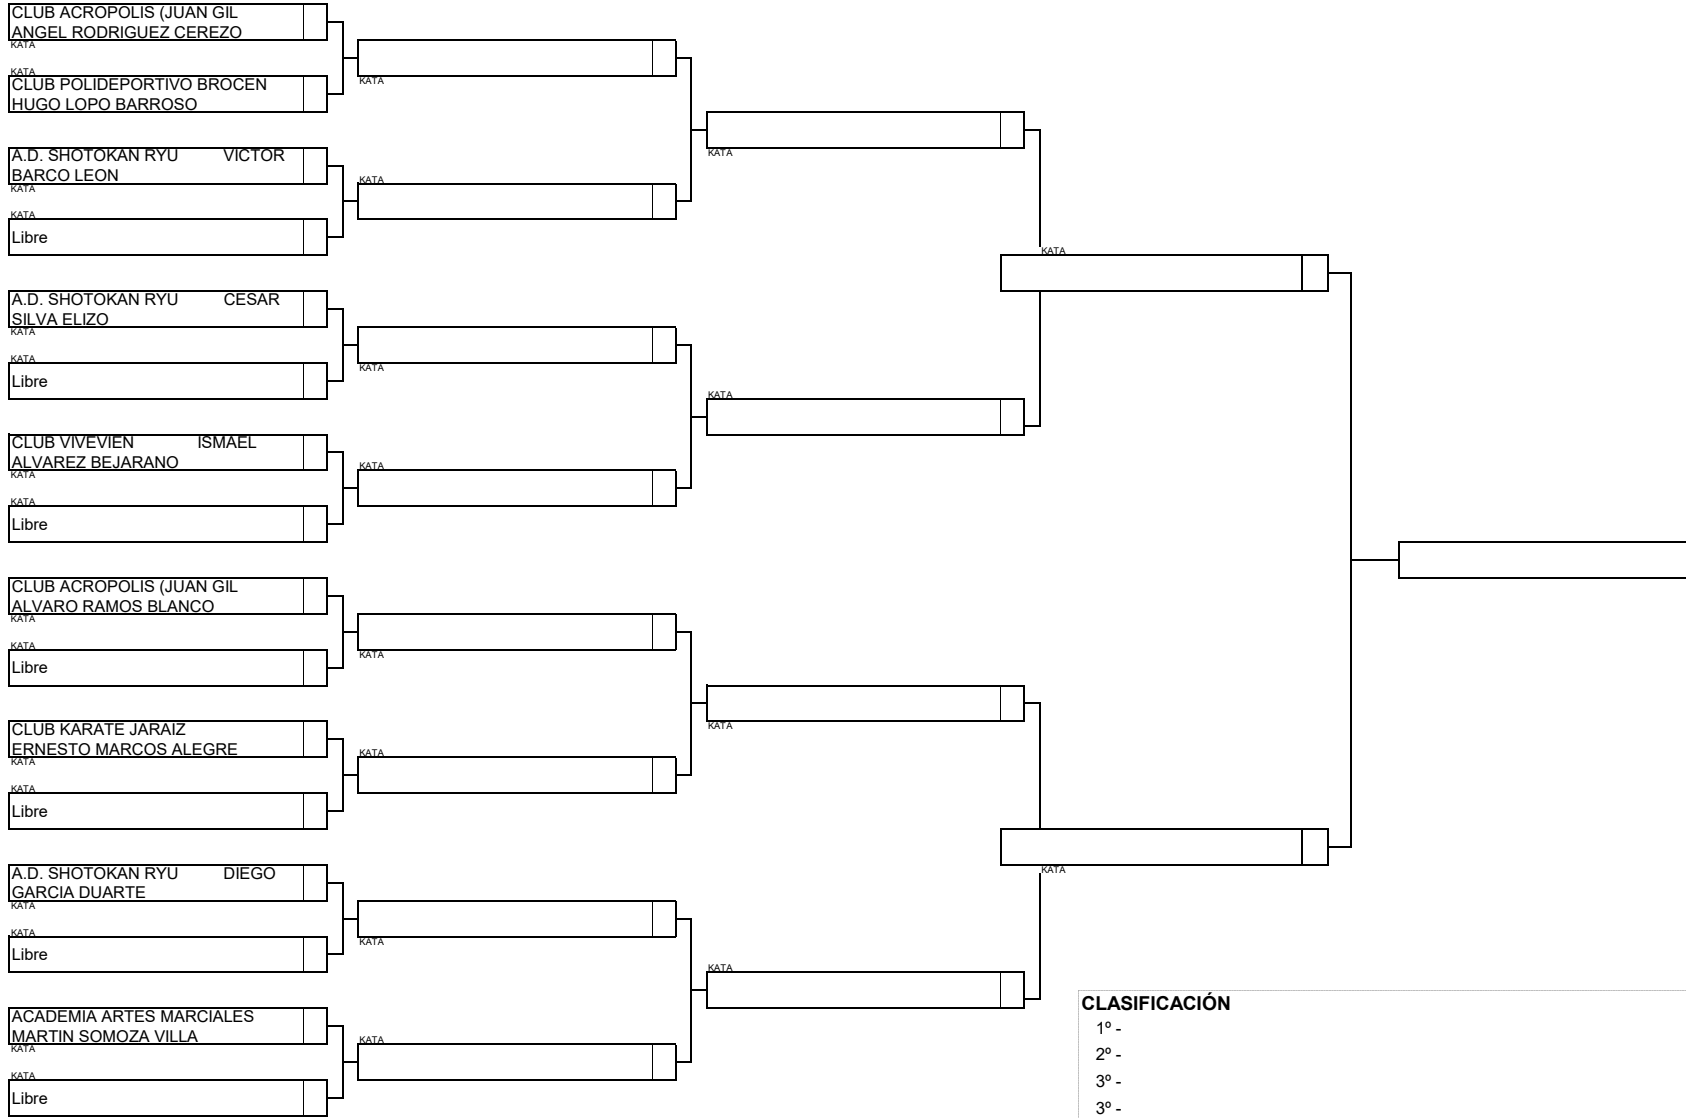 CLUB ACROPOLIS (JUAN GIL
ANGEL RODRIGUEZ CEREZO
KATA
KATA
CLUB POLIDEPORTIVO BROCEN
HUGO LOPO BARROSO
A.D. SHOTOKAN RYU VICTOR
BARCO LEON
KATA
KATA
Libre
A.D. SHOTOKAN RYU CESAR
SILVA ELIZO
KATA
KATA
Libre
CLUB VIVEVIEN ISMAEL
ALVAREZ BEJARANO
KATA
KATA
Libre
CLUB ACROPOLIS (JUAN GIL
ALVARO RAMOS BLANCO
KATA
KATA
Libre
CLUB KARATE JARAIZ
ERNESTO MARCOS ALEGRE
KATA
KATA
Libre
A.D. SHOTOKAN RYU DIEGO
GARCIA DUARTE
KATA
KATA
Libre
ACADEMIA ARTES MARCIALES
MARTIN SOMOZA VILLA
KATA
KATA
Libre
KATA
KATA
KATA
KATA
KATA
KATA
KATA
KATA
KATA
KATA
KATA
KATA
KATA
KATA
CLASIFICACIÓN
1º -
2º -
3º -
3º -